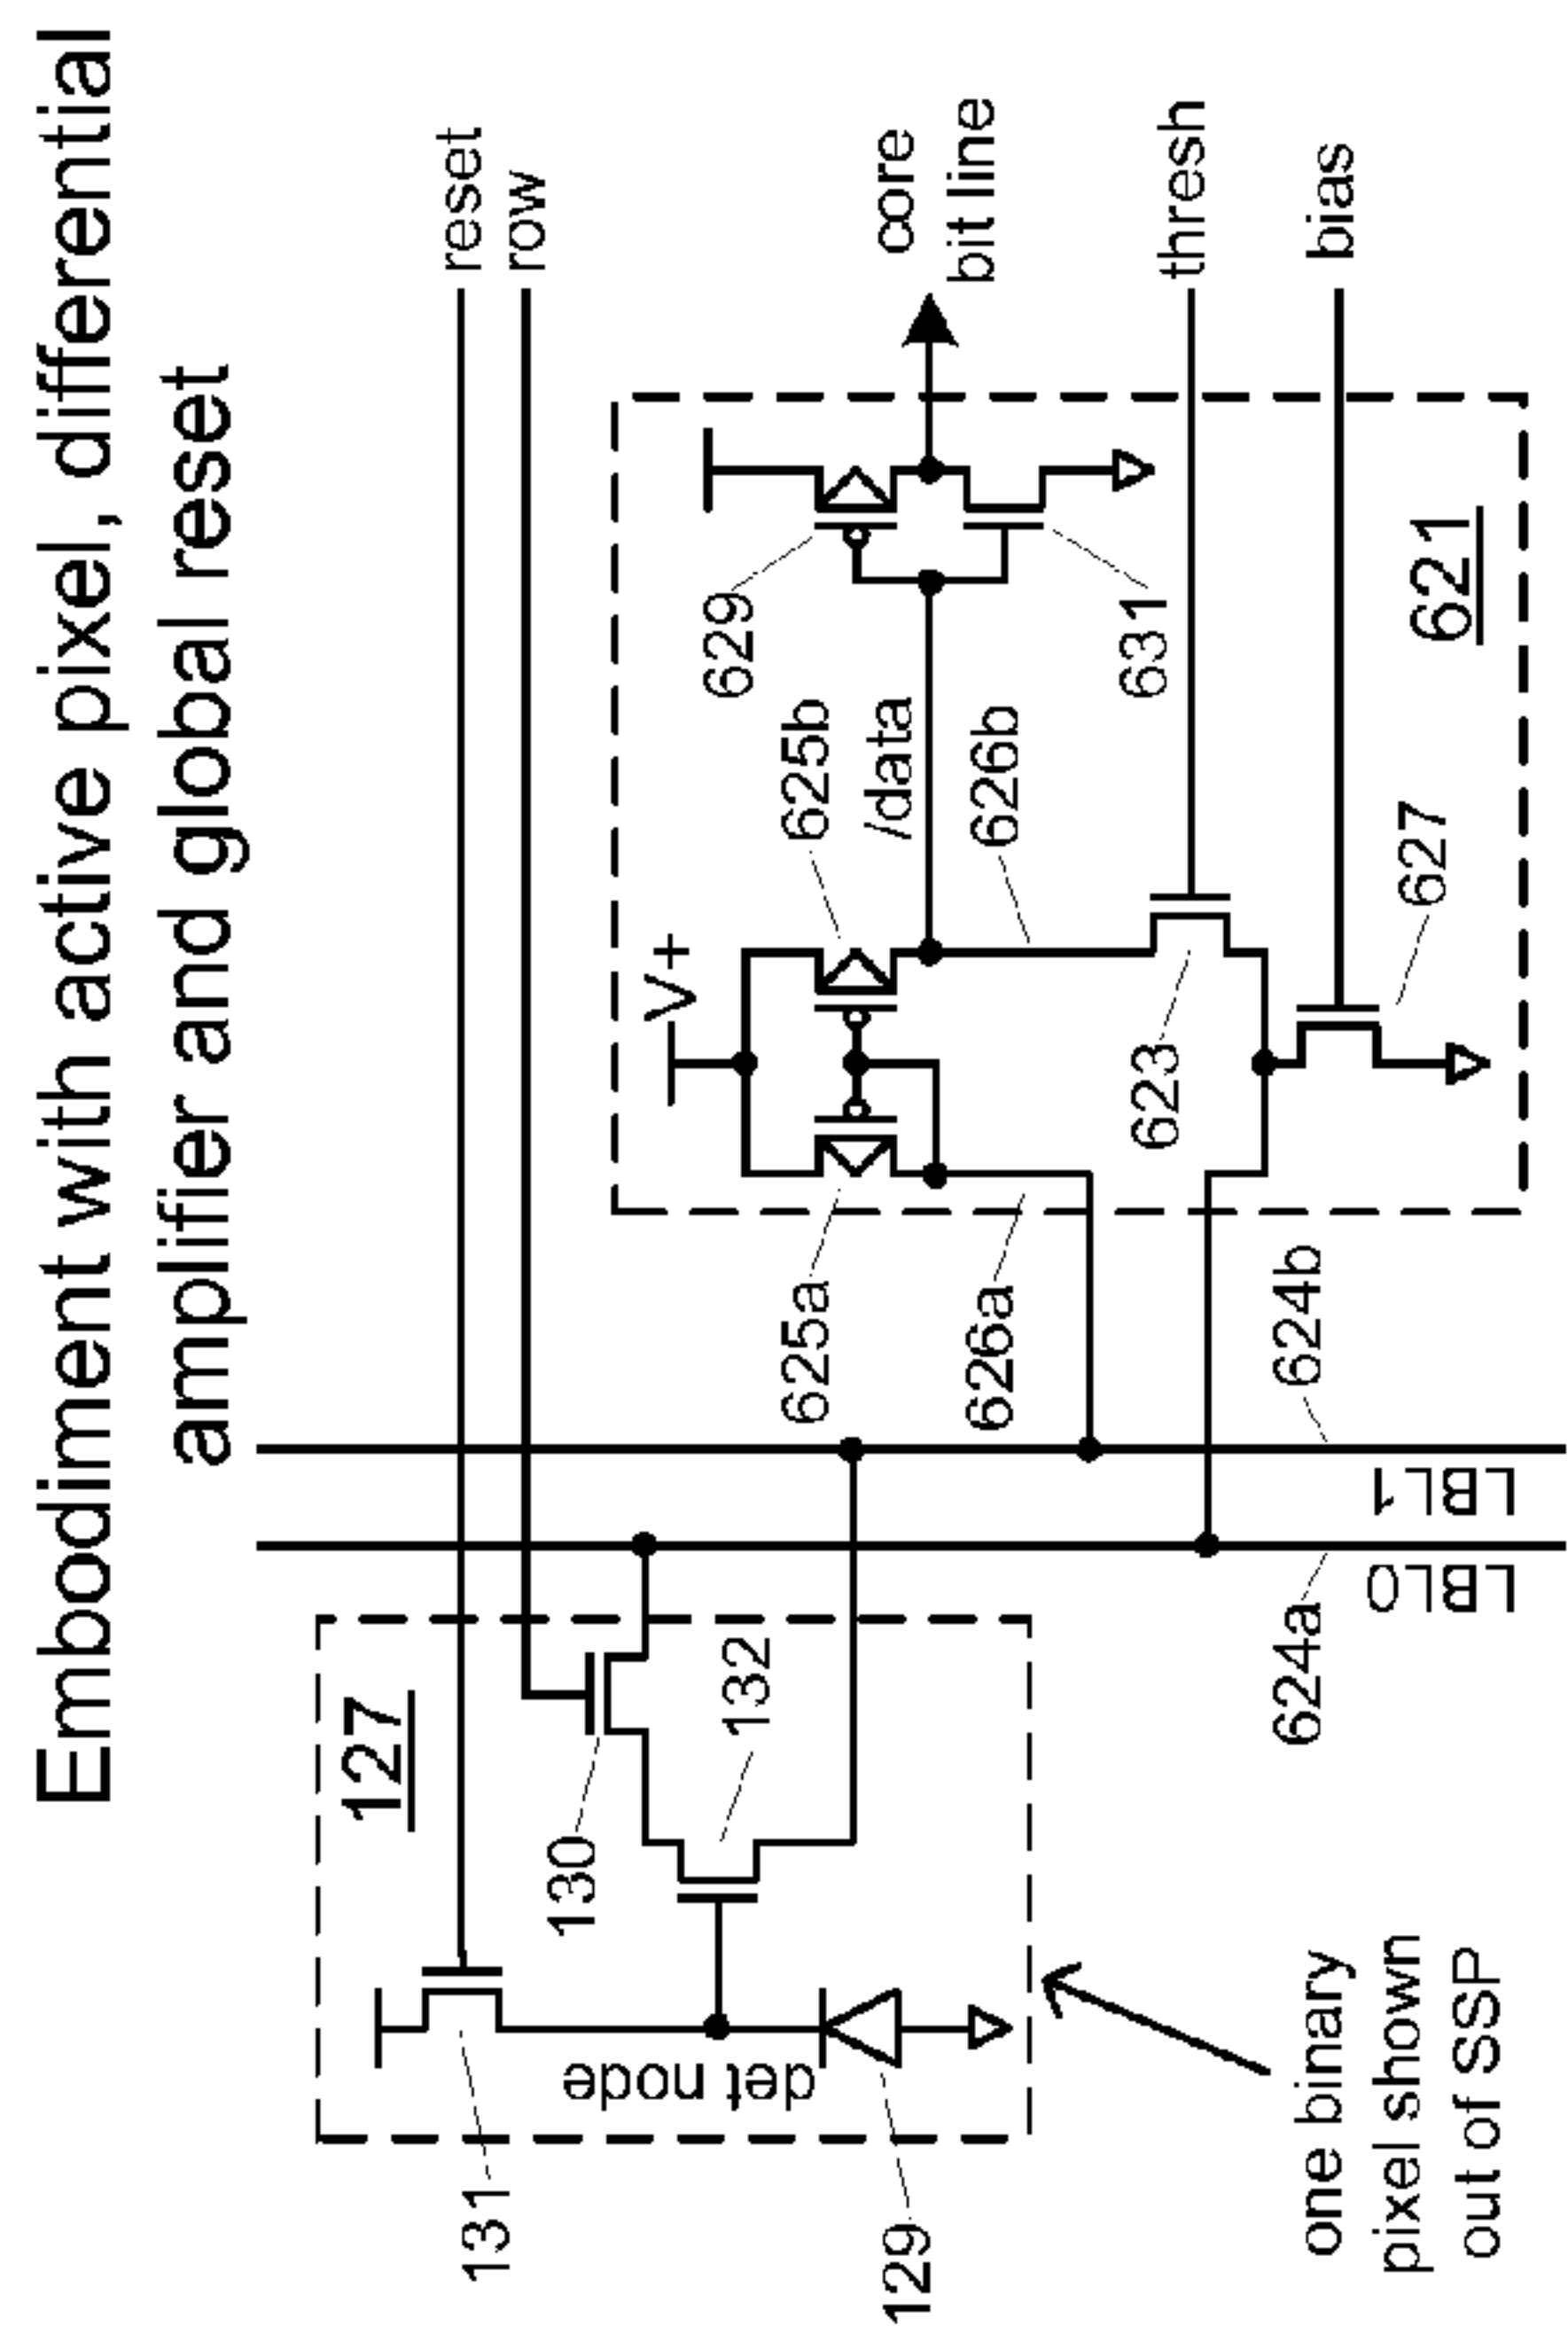 Embodiment with active pixel, differential
amplifier and global reset
reset
row
127
130
132
131
det node
129
one binary
pixel shown
out of SSP
LBL0
LBL1
624a
624b
V+
625a
625b
626a
626b
/data
629
631
623
627
621
core
bit line
thresh
bias